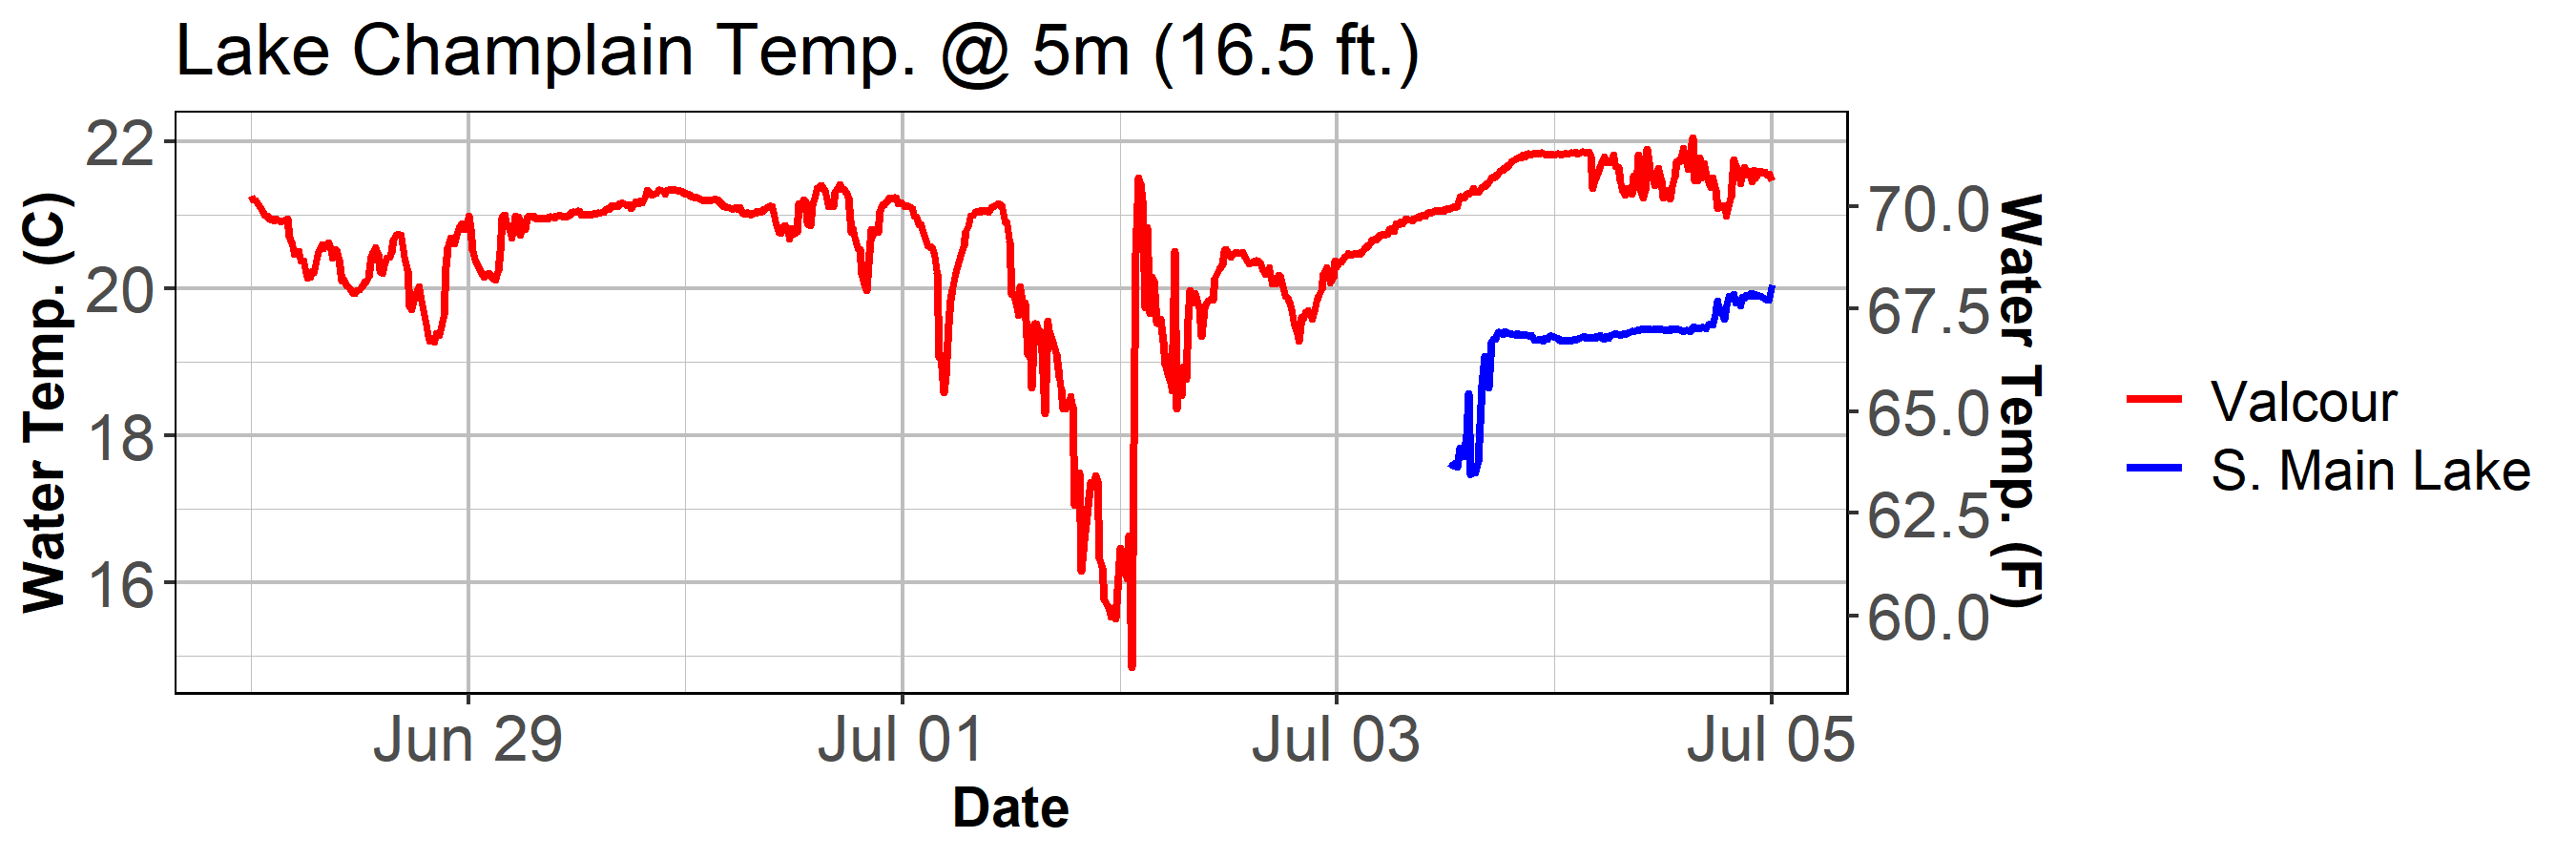 Lake Champlain Temp. @ 5m (16.5 ft.)
Water Temp. (C)
22
20
18
16
70.0
67.5
65.0
62.5
60.0
Water Temp. (F)
Jun 29
Jul 01
Jul 03
Jul 05
Date
Valcour
S. Main Lake